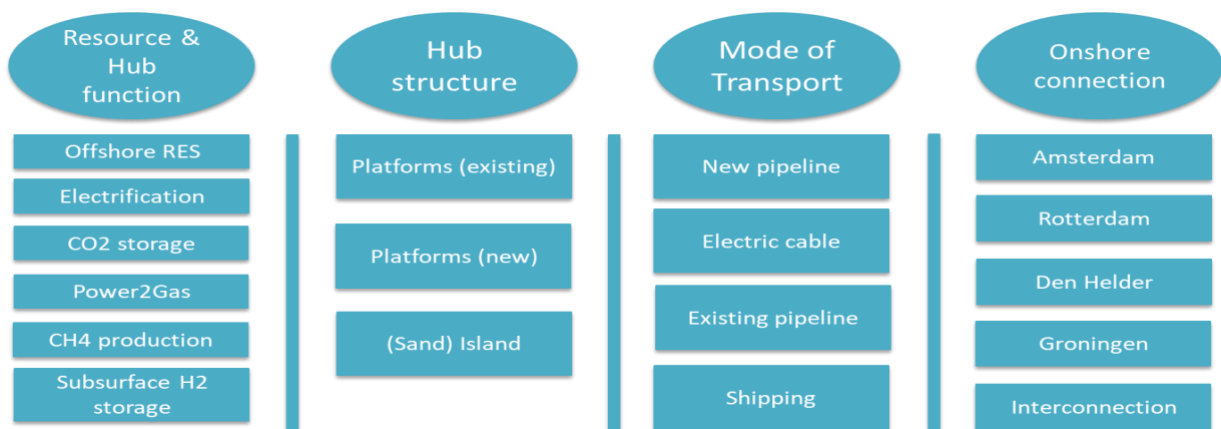 Resource &
Hub
function
Offshore RES
Electrification
CO2 storage
Power2Gas
CH4 production
Subsurface H2
storage
Hub
structure
Platforms (existing)
Platforms (new)
(Sand) Island
Mode of
Transport
New pipeline
Electric cable
Existing pipeline
Shipping
Onshore
connection
Amsterdam
Rotterdam
Den Helder
Groningen
Interconnection